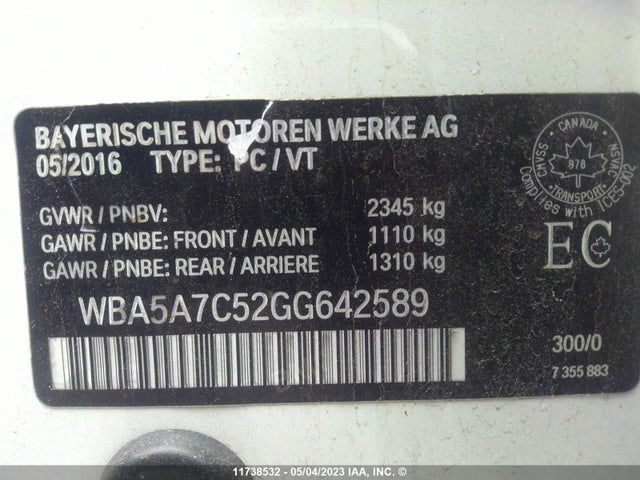 BAYERISCHE MOTOREN WERKE AG
05/2016 TYPE: PC/VT
GVWR / PNBV: 2345 kg
GAWR / PNBE: FRONT / AVANT 1110 kg
GAWR / PNBE: REAR / ARRIERE 1310 kg
WBA5A7C52GG642589
CANADA
CMVSS
NSVAC
978
TRANSPORT
Complies with ICES-002
EC
300/0
7 355 883
11738532 - 05/04/2023 IAA, INC. ©